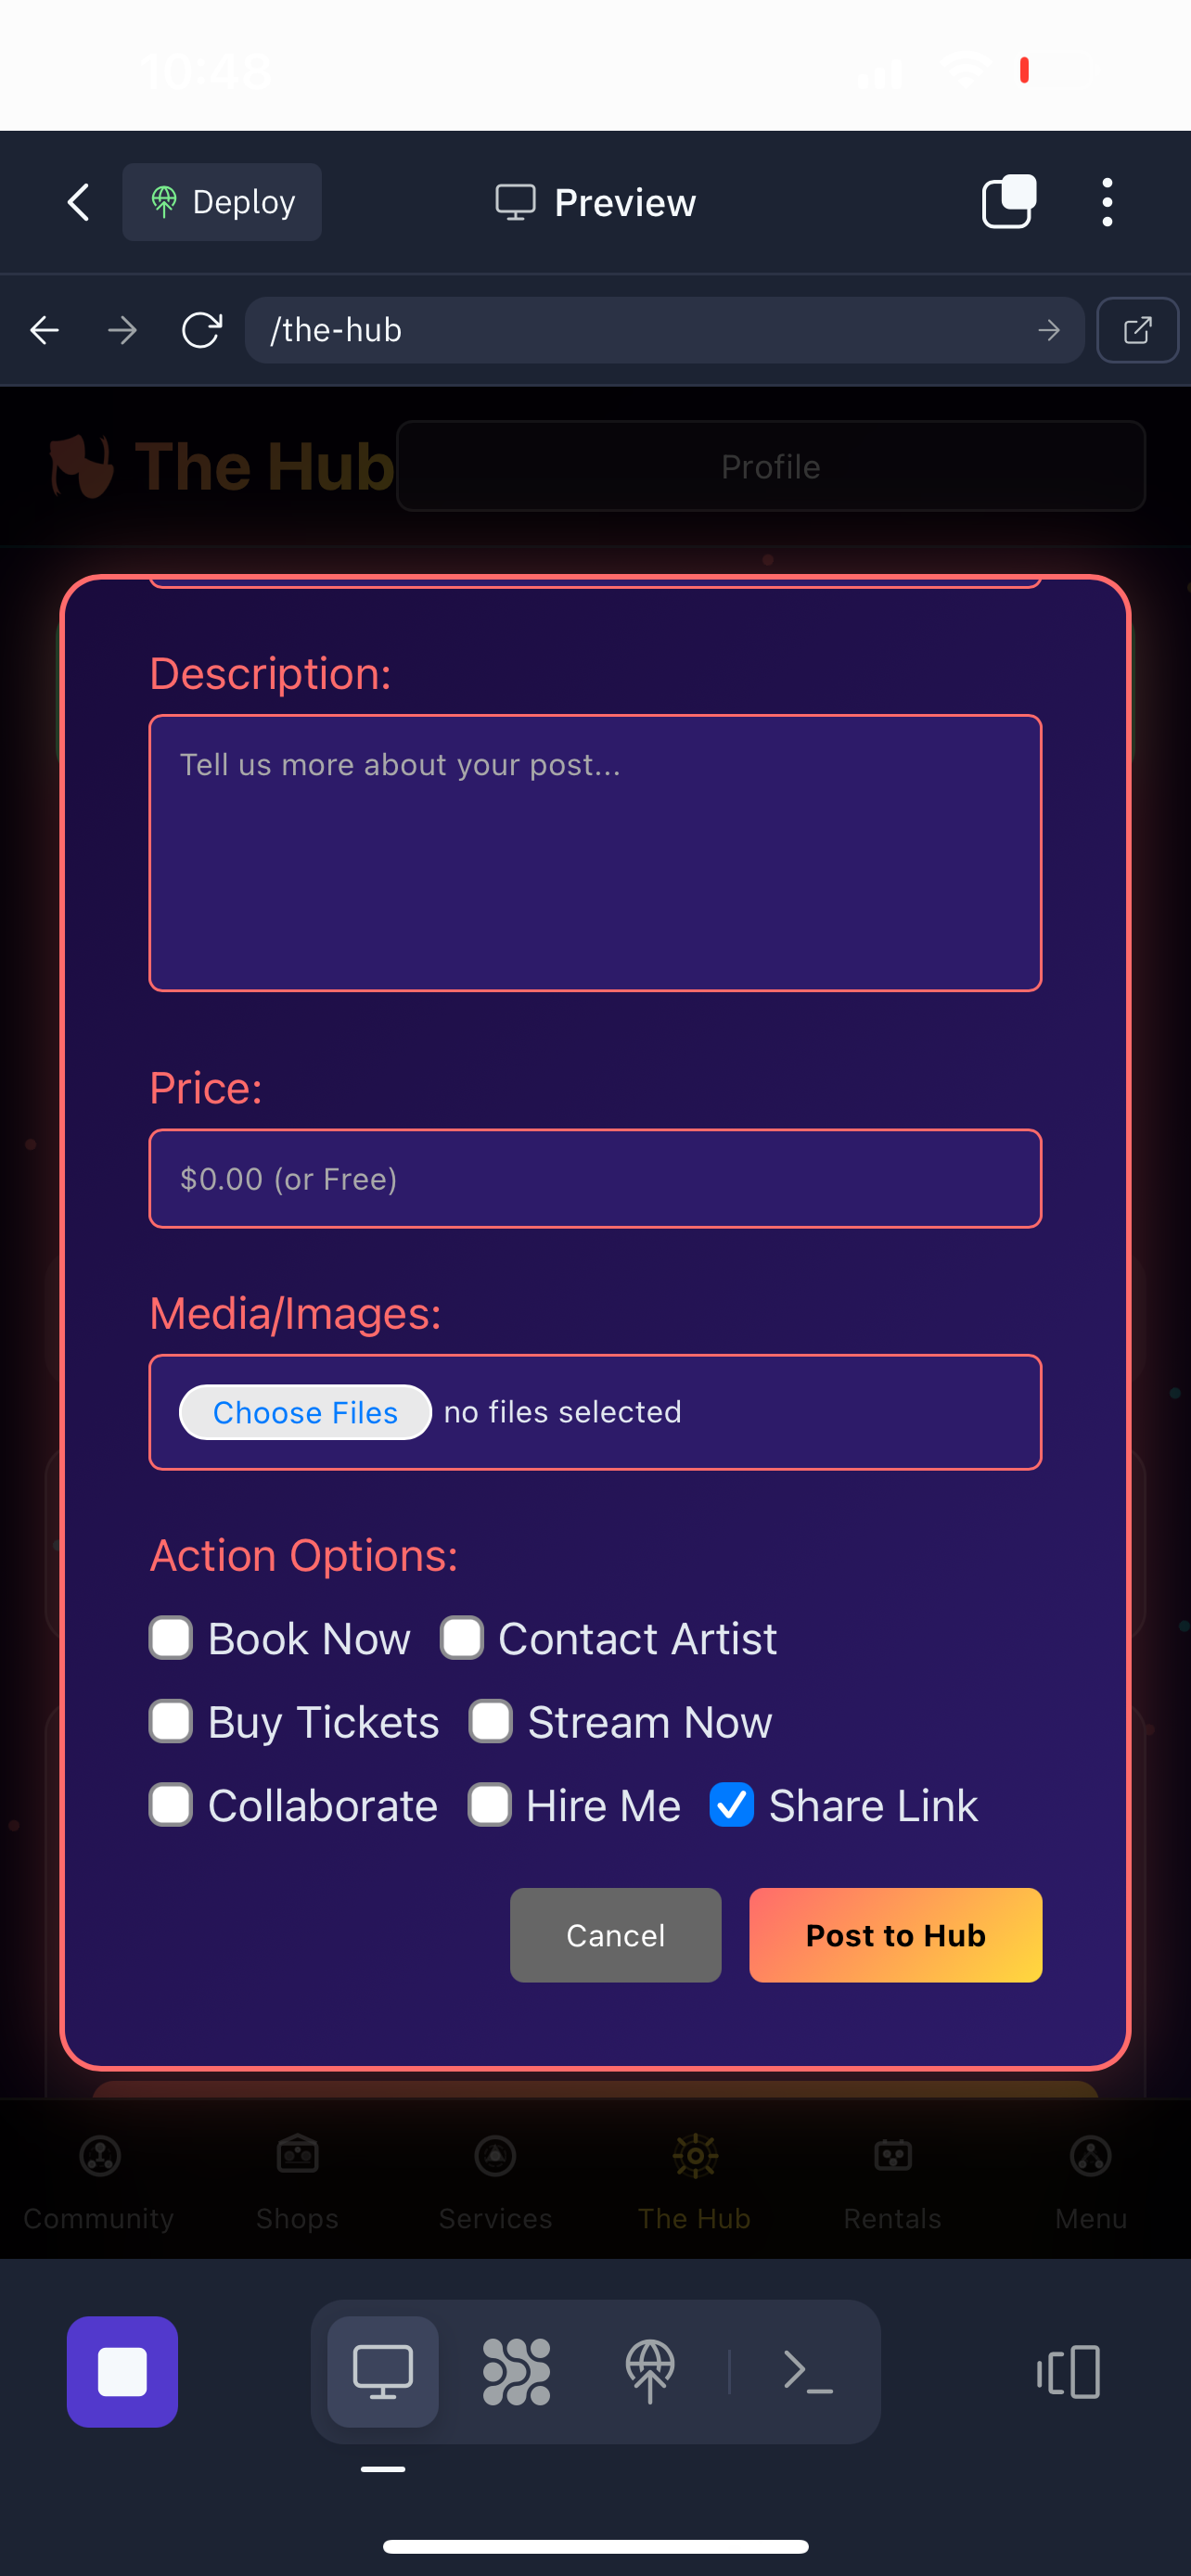 10:48
Deploy
Preview
/the-hub
The Hub
Profile
Description:
Tell us more about your post...
Price:
$0.00 (or Free)
Media/Images:
Choose Files no files selected
Action Options:
Book Now Contact Artist
Buy Tickets Stream Now
Collaborate Hire Me Share Link
Cancel Post to Hub
Community Shops Services The Hub Rentals Menu